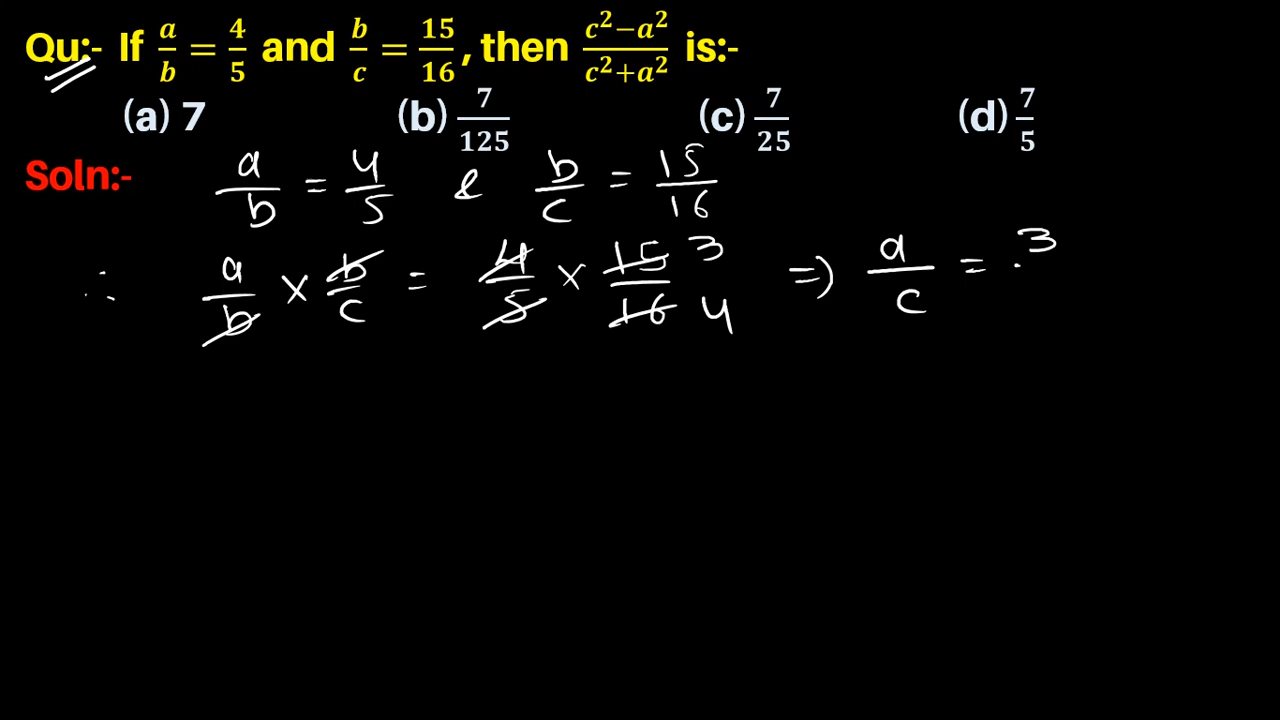 Qu:- If a/b = 4/5 and b/c = 15/16, then (c²−a²)/(c²+a²) is:-
(a) 7 (b) 7/125 (c) 7/25 (d) 7/5
Soln:- a/b = 4/5 & b/c = 15/16
∴ a/b × b/c = 4/5 × 15/16 3 4 => a/c = 3